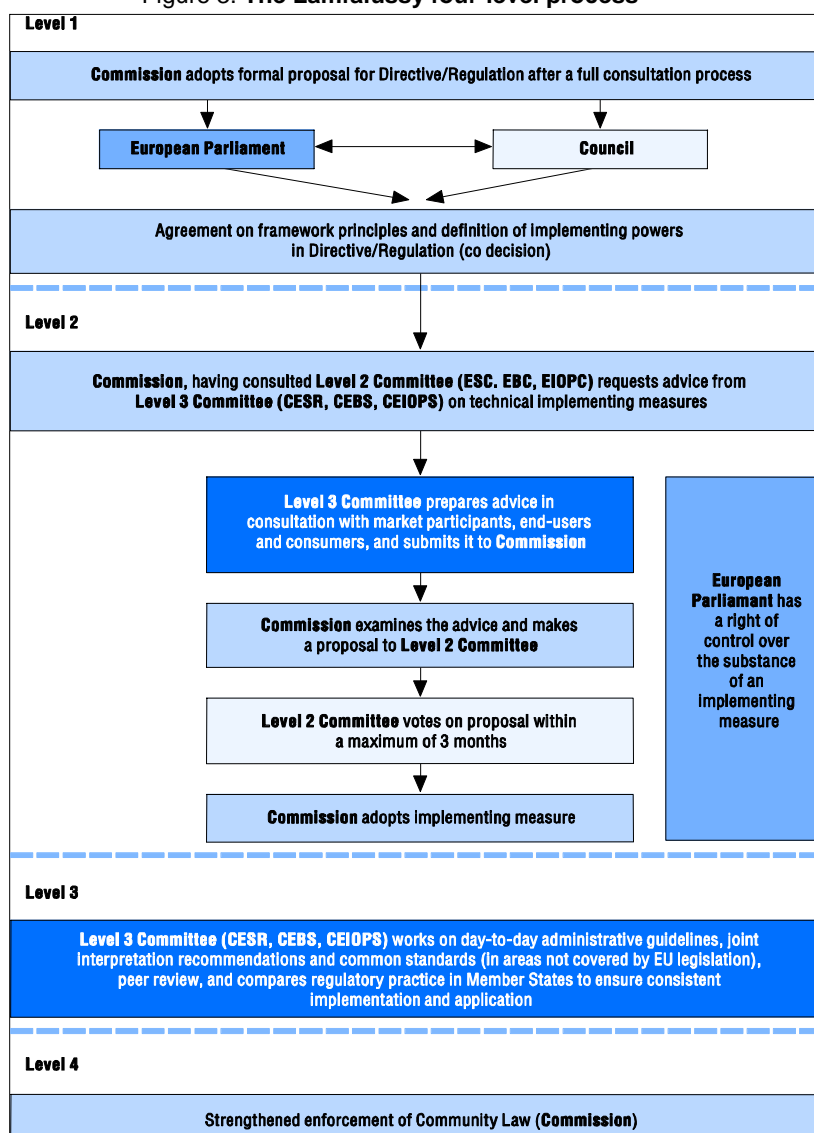 Figure 3: The Lamfalussy four-level process
Level 1
Commission adopts formal proposal for Directive/Regulation after a full consultation process
European Parliament
Council
Agreement on framework principles and definition of implementing powers
in Directive/Regulation (co decision)
Level 2
Commission, having consulted Level 2 Committee (ESC. EBC, EIOPC) requests advice from
Level 3 Committee (CESR, CEBS, CEIOPS) on technical implementing measures
Level 3 Committee prepares advice in
consultation with market participants, end-users
and consumers, and submits it to Commission
Commission examines the advice and makes
a proposal to Level 2 Committee
Level 2 Committee votes on proposal within
a maximum of 3 months
Commission adopts implementing measure
European
Parliamant has
a right of
control over
the substance
of an
implementing
measure
Level 3
Level 3 Committee (CESR, CEBS, CEIOPS) works on day-to-day administrative guidelines, joint
interpretation recommendations and common standards (in areas not covered by EU legislation),
peer review, and compares regulatory practice in Member States to ensure consistent
implementation and application
Level 4
Strengthened enforcement of Community Law (Commission)